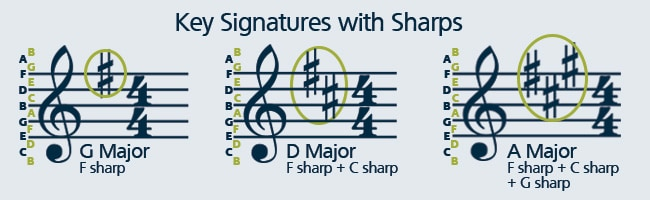 Key Signatures with Sharps
A F D B G E C
B G E C A F D B
4
4
G Major
F sharp
A F D B G E C
B G E C A F D B
4
4
D Major
F sharp + C sharp
A F D B G E C
B G E C A F D B
4
4
A Major
F sharp + C sharp
+ G sharp